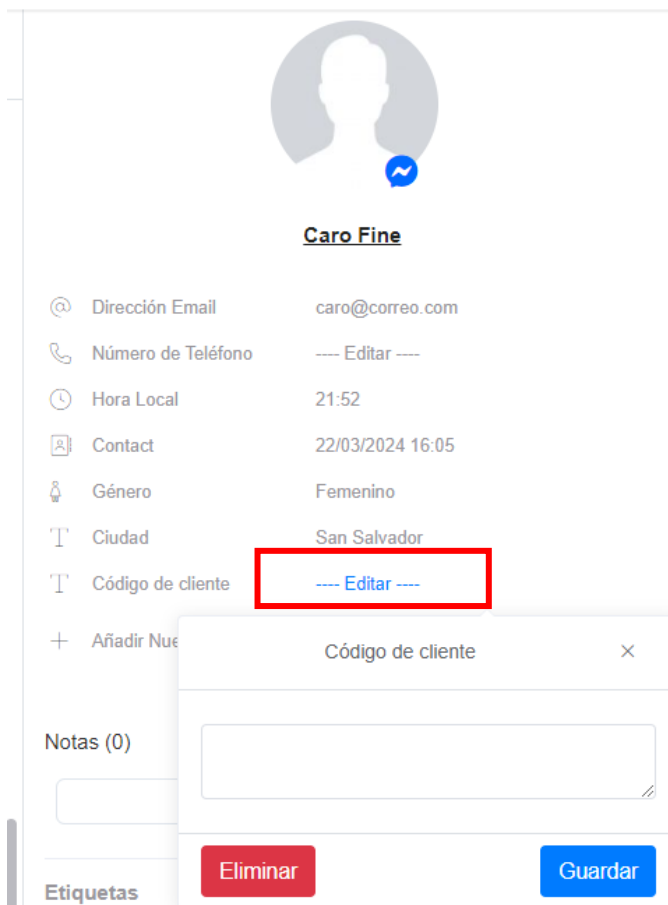 Caro Fine
Dirección Email caro@correo.com
Número de Teléfono ---- Editar ----
Hora Local 21:52
Contact 22/03/2024 16:05
Género Femenino
Ciudad San Salvador
Código de cliente ---- Editar ----
Añadir Nue
Código de cliente
Notas (0)
Eliminar Guardar
Etiquetas